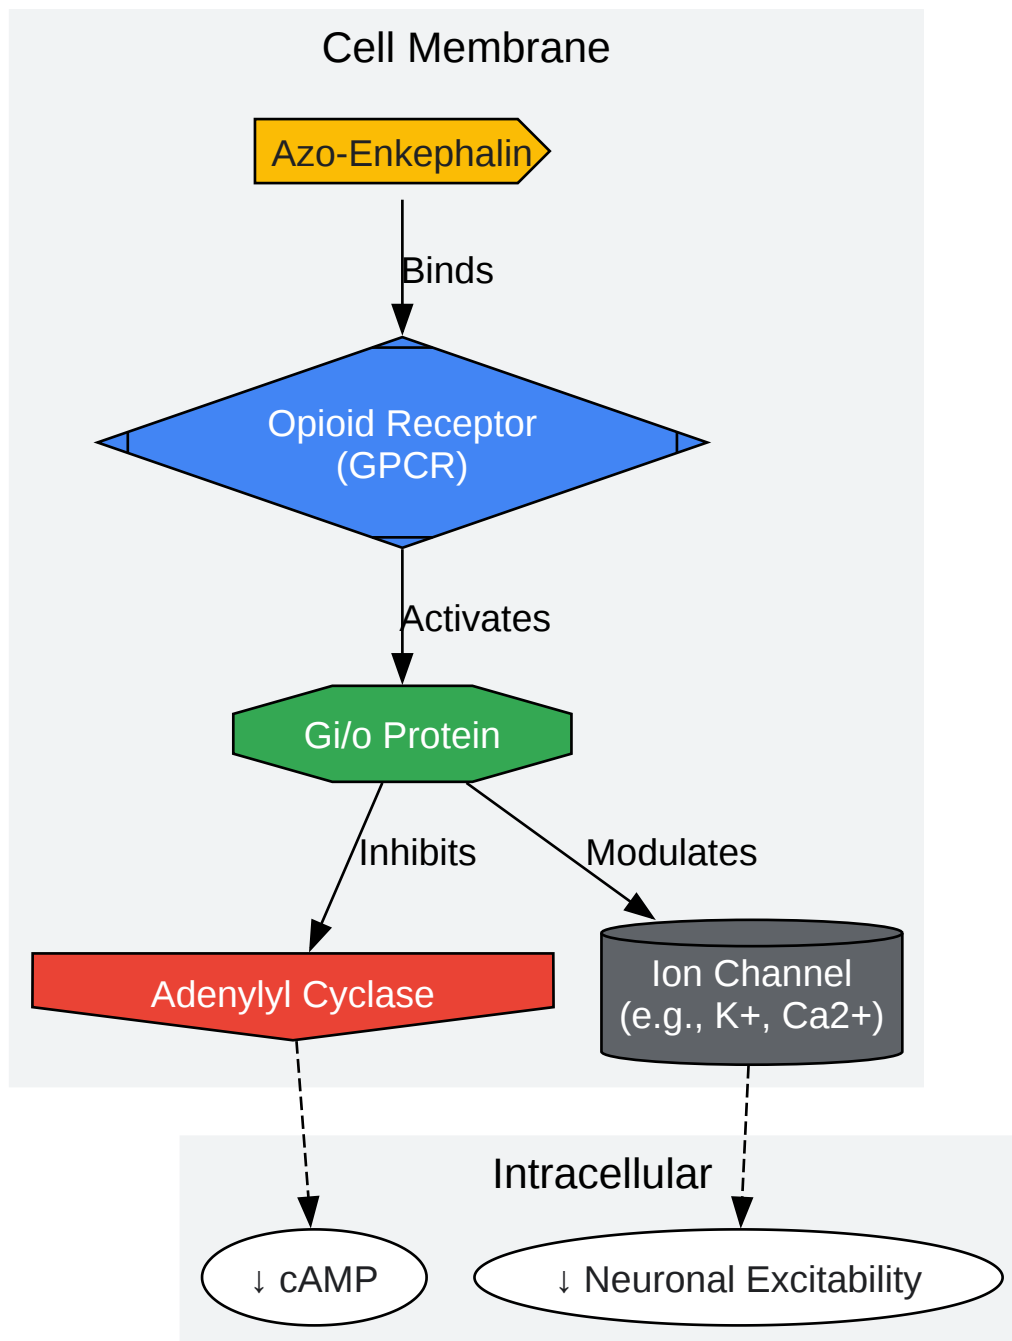 Cell Membrane
Azo-Enkephalin
Binds
Opioid Receptor
(GPCR)
Activates
Gi/o Protein
Inhibits
Modulates
Adenylyl Cyclase
Ion Channel
(e.g., K+, Ca2+)
Intracellular
↓ cAMP
↓ Neuronal Excitability